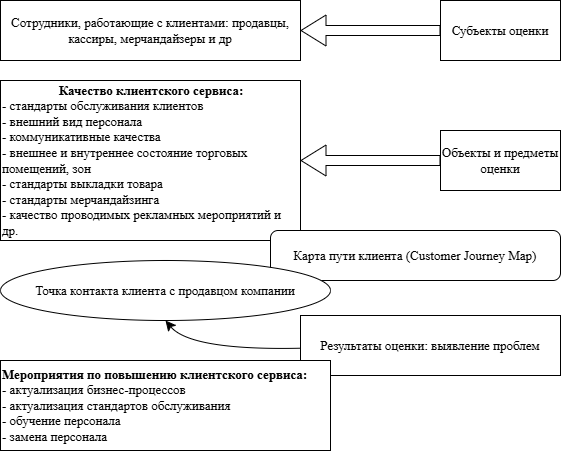 Сотрудники, работающие с клиентами: продавцы,
кассиры, мерчандайзеры и др
Субъекты оценки
Качество клиентского сервиса:
- стандарты обслуживания клиентов
- внешний вид персонала
- коммуникативные качества
- внешнее и внутреннее состояние торговых
помещений, зон
- стандарты выкладки товара
- стандарты мерчандайзинга
- качество проводимых рекламных мероприятий и
др.
Объекты и предметы
оценки
Карта пути клиента (Customer Journey Map)
Точка контакта клиента с продавцом компании
Результаты оценки: выявление проблем
Мероприятия по повышению клиентского сервиса:
- актуализация бизнес-процессов
- актуализация стандартов обслуживания
- обучение персонала
- замена персонала